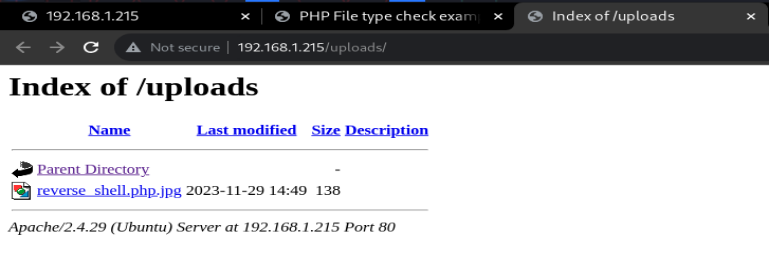 192.168.1.215 × PHP File type check exam × Index of /uploads ×
Not secure | 192.168.1.215/uploads/
Index of /uploads
Name Last modified Size Description
Parent Directory -
reverse_shell.php.jpg 2023-11-29 14:49 138
Apache/2.4.29 (Ubuntu) Server at 192.168.1.215 Port 80